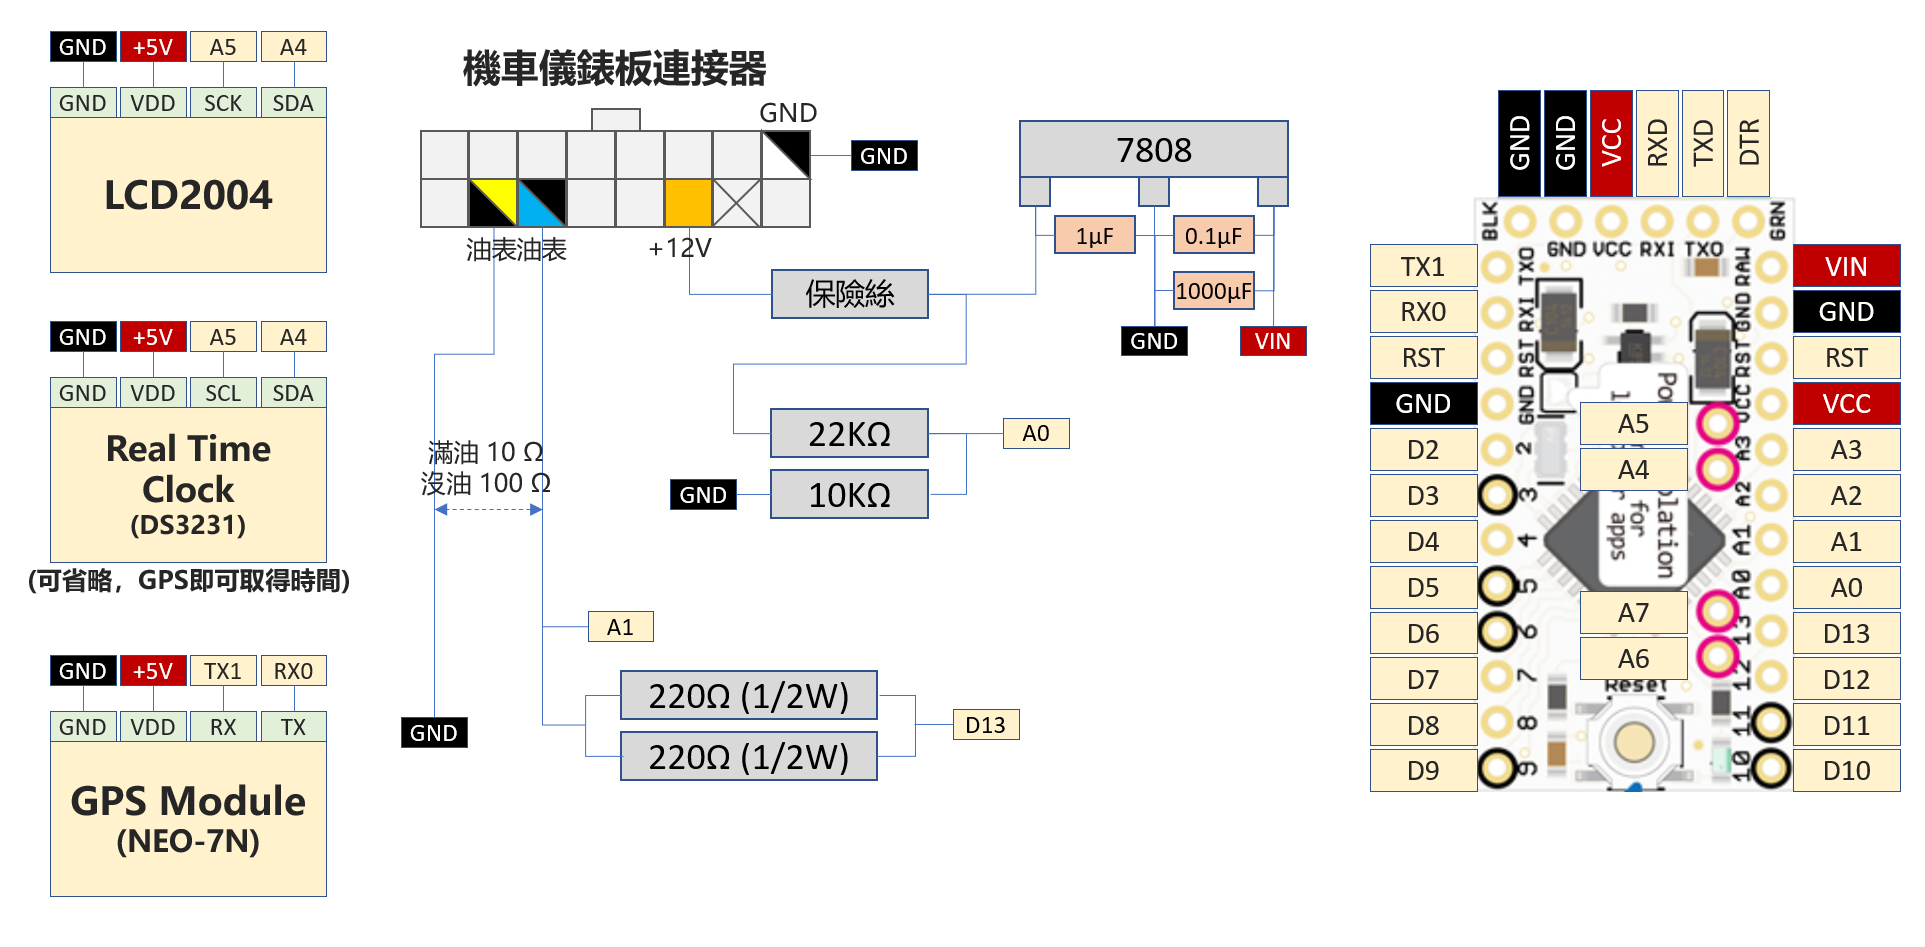 GND +5V A5 A4
GND VDD SCK SDA
LCD2004
GND +5V A5 A4
GND VDD SCL SDA
Real Time
Clock
(DS3231)
(可省略，GPS即可取得時間)
GND +5V TX1 RX0
GND VDD RX TX
GPS Module
(NEO-7N)
機車儀錶板連接器
GND
GND
油表油表
+12V
保險絲
7808
1μF
0.1μF
1000μF
GND
VIN
22KΩ
A0
GND
10KΩ
滿油 10 Ω
沒油 100 Ω
A1
220Ω (1/2W)
D13
220Ω (1/2W)
GND
GND GND VCC RXD TXD DTR
BLK GND VCC RXI TXO GRN
TX1
RX0
RST
GND
D2
D3
D4
D5
D6
D7
D8
D9
TXO
RXI
RST
GND
2
3
4
5
6
7
8
9
A5
A4
for
apps
A7
A6
Reset
RAW
GND
RST
VCC
A3
A2
A1
A0
13
12
11
10
VIN
GND
RST
VCC
A3
A2
A1
A0
D13
D12
D11
D10